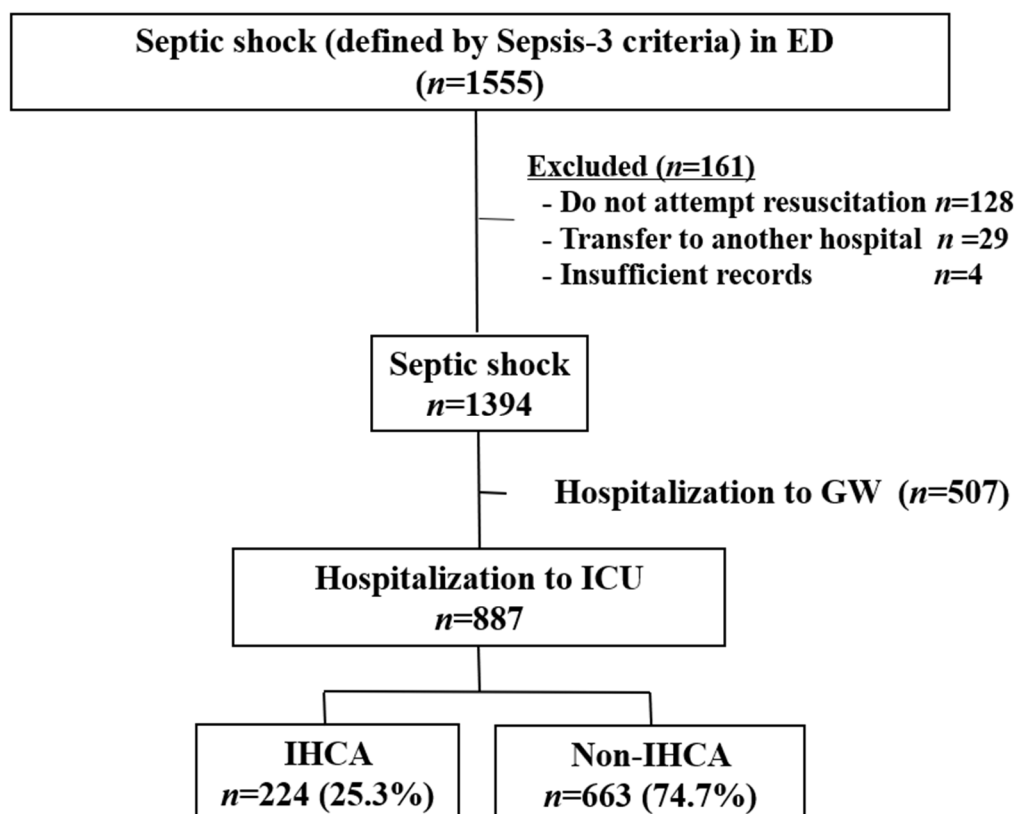 Septic shock (defined by Sepsis-3 criteria) in ED
(n=1555)
Excluded (n=161)
- Do not attempt resuscitation n=128
- Transfer to another hospital n =29
- Insufficient records n=4
Septic shock
n=1394
Hospitalization to GW (n=507)
Hospitalization to ICU
n=887
IHCA
n=224 (25.3%)
Non-IHCA
n=663 (74.7%)